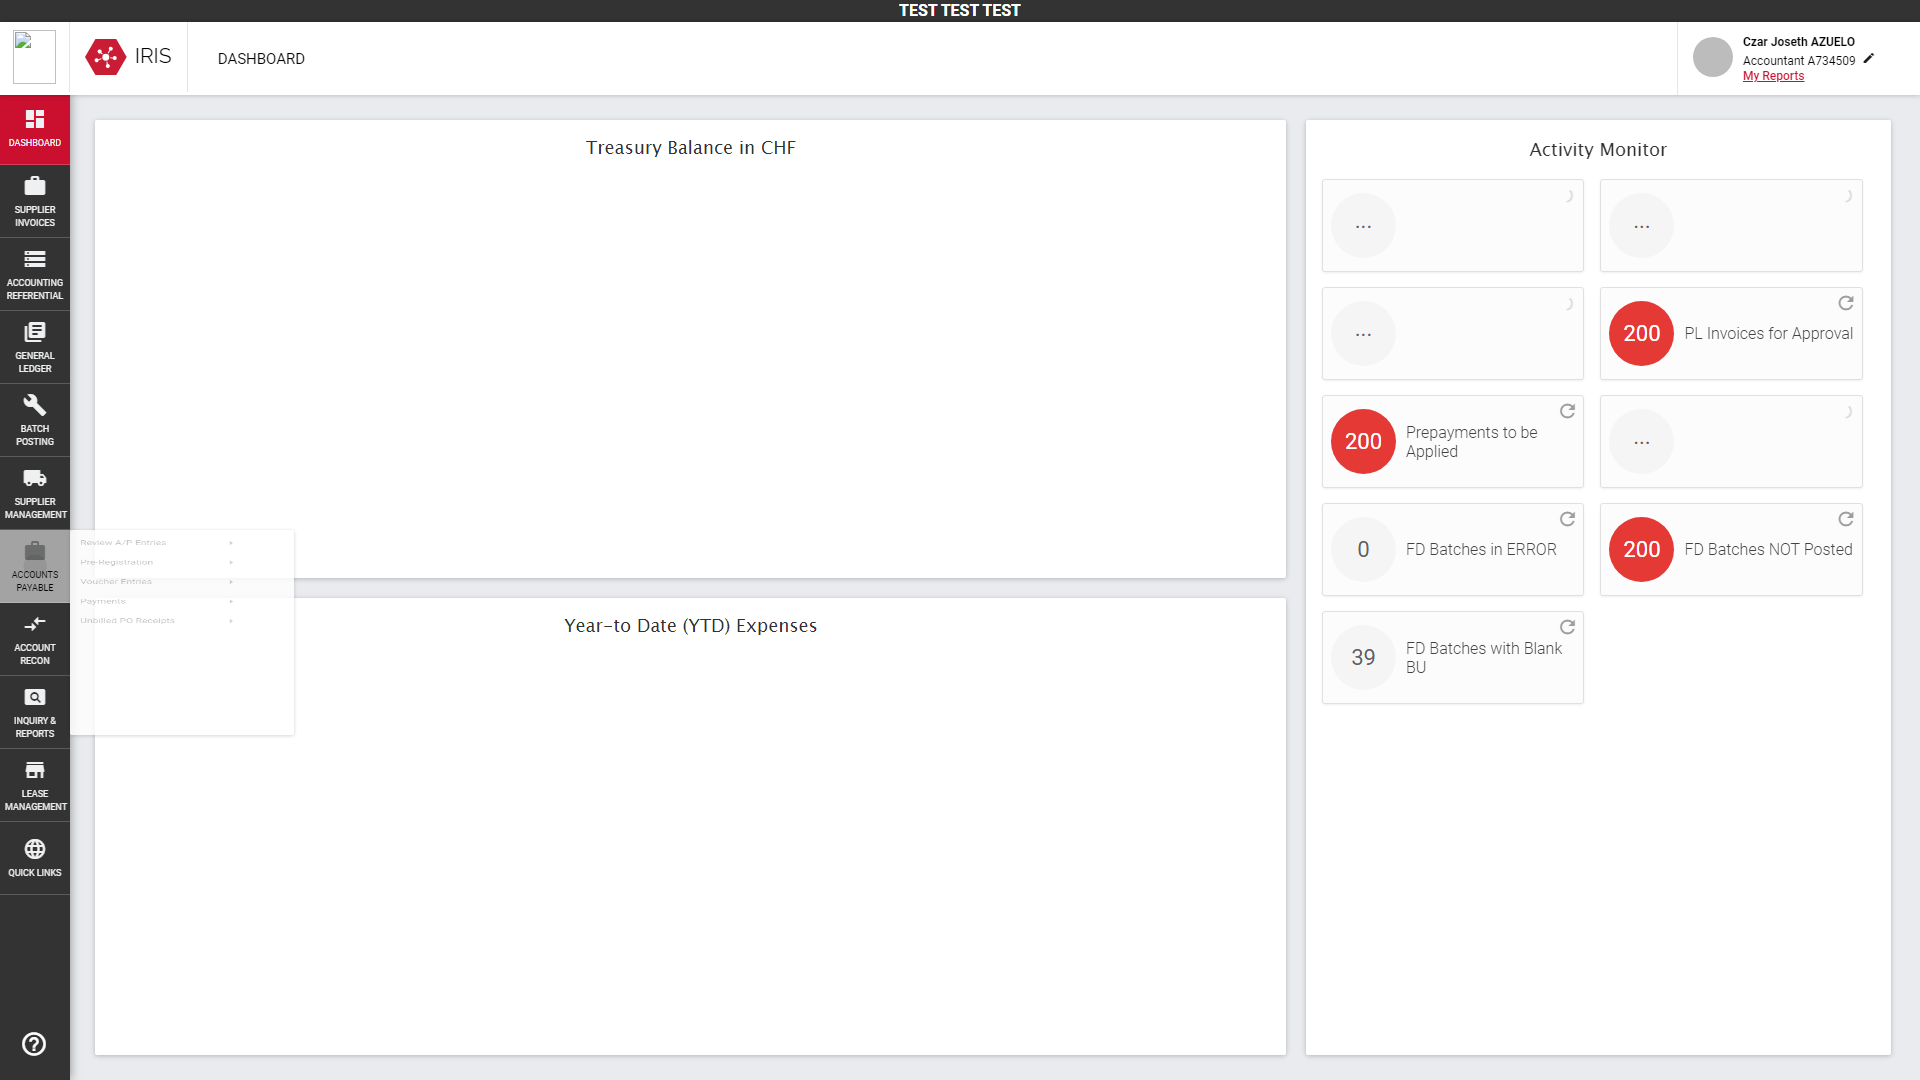 TEST TEST TEST
IRIS
DASHBOARD
Czar Joseth AZUELO
Accountant A734509
My Reports
DASHBOARD
SUPPLIER
INVOICES
ACCOUNTING
REFERENTIAL
GENERAL
LEDGER
BATCH
POSTING
SUPPLIER
MANAGEMENT
ACCOUNTS
PAYABLE
ACCOUNT
RECON
INQUIRY &
REPORTS
LEASE
MANAGEMENT
QUICK LINKS
Review A/P Entries
Pre-Registration
Voucher Entries
Payments
Unbilled PO Receipts
Treasury Balance in CHF
Year-to Date (YTD) Expenses
Activity Monitor
...
...
...
200 PL Invoices for Approval
200 Prepayments to be
Applied
...
0 FD Batches in ERROR
200 FD Batches NOT Posted
39 FD Batches with Blank
BU